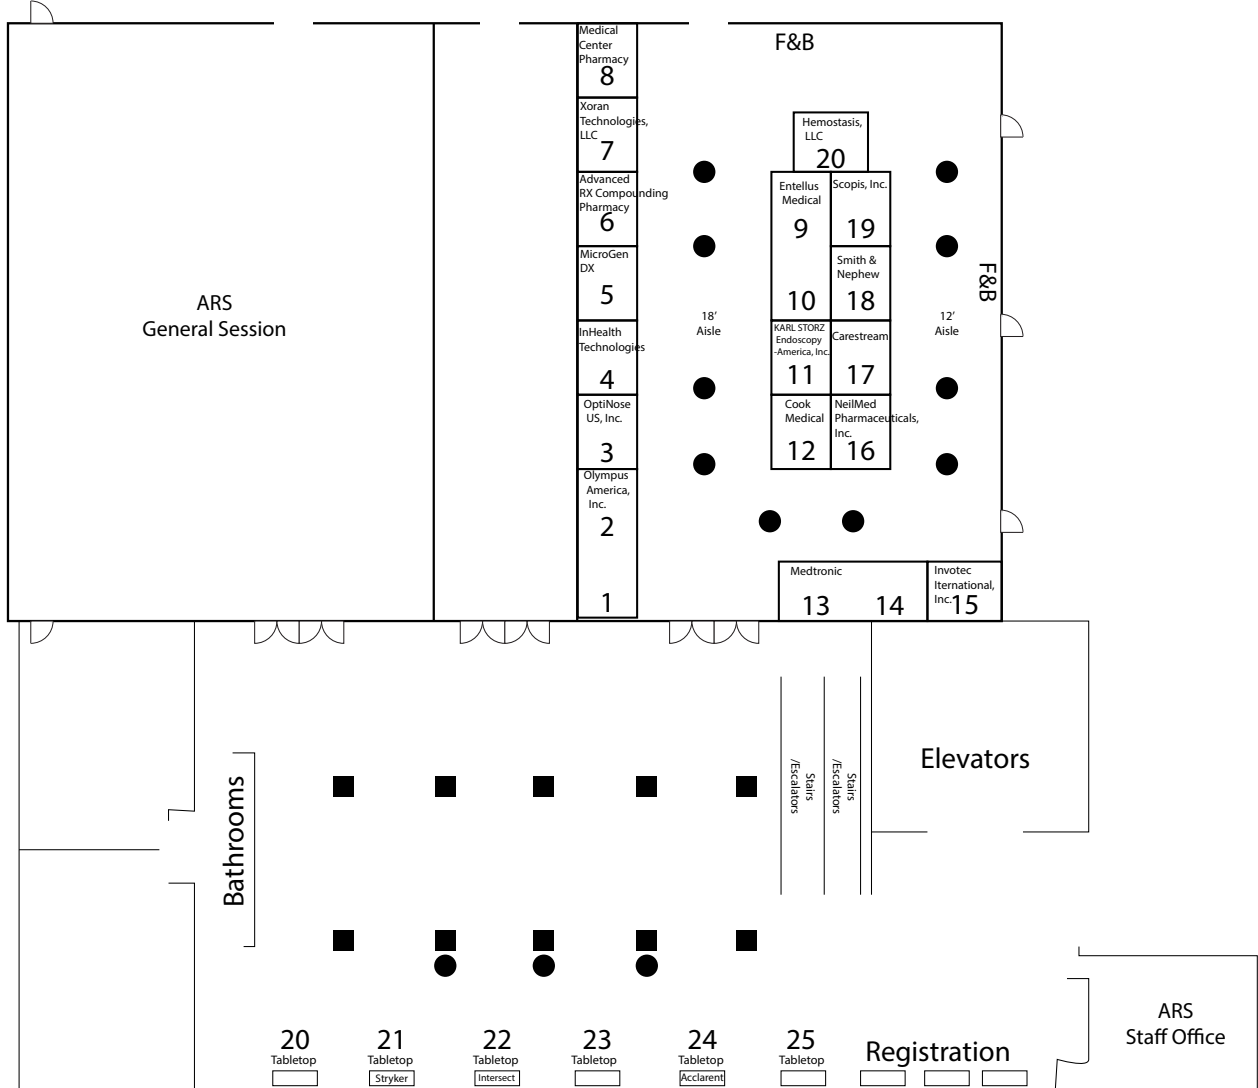 F&B
Medical
Center
Pharmacy
8
Xoran
Technologies,
LLC
7
Advanced
RX Compounding
Pharmacy
6
MicroGen
DX
5
InHealth
Technologies
4
OptiNose
US, Inc.
3
Olympus
America,
Inc.
2
1
ARS
General Session
18'
Aisle
Hemostasis,
LLC
20
Entellus
Medical
9
10
Scopis, Inc.
19
Smith &
Nephew
18
KARL STORZ
Endoscopy
-America, Inc.
11
Carestream
17
Cook
Medical
12
NeilMed
Pharmaceuticals,
Inc.
16
12'
Aisle
F&B
Medtronic
13
14
Invotec
Iternational,
Inc.
15
Bathrooms
Stairs
/Escalators
Stairs
/Escalators
Elevators
20
Tabletop
21
Tabletop
Stryker
22
Tabletop
Intersect
23
Tabletop
24
Tabletop
Acclarent
25
Tabletop
Registration
ARS
Staff Office